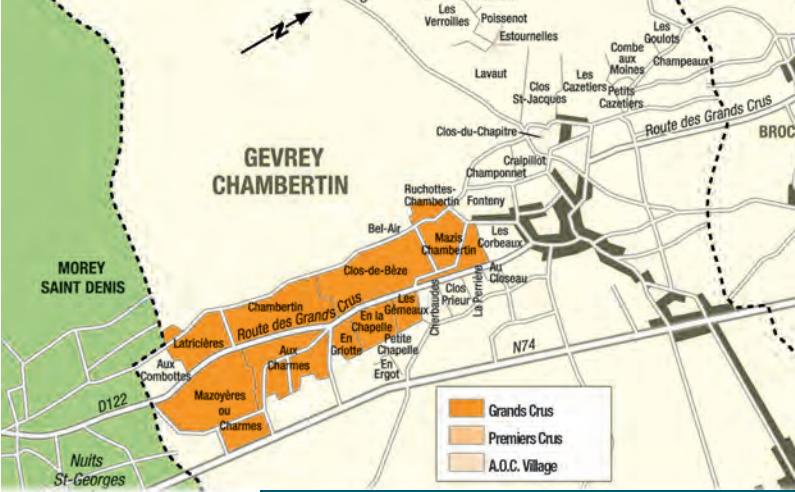 Les
Verroilles
Poissenot
Estournelles
Les
Goulots
Combe
aux
Moines
Champeaux
Lavaut
Clos
St-Jacques
Les
Cazetiers
Petits
Cazetiers
N
Clos-du-Chapitre
Route des Grands Crus
BROC
GEVREY
CHAMBERTIN
Craipillot
Champonnet
Ruchottes-
Chambertin
Fonteny
Bel-Air
Mazis
Chambertin
Les
Corbeaux
MOREY
SAINT DENIS
Clos-de-Bèze
Au
Closeau
Clos
Prieur
La Perrière
Cherbaudes
Chambertin
Route des Grands Crus
Les
Gémeaux
En la
Chapelle
Latricières
En
Griotte
Petite
Chapelle
Aux
Combottes
Aux
Charmes
En
Ergot
N74
D122
Mazoyères
ou
Charmes
Nuits
St-Georges
Grands Crus
Premiers Crus
A.O.C. Village